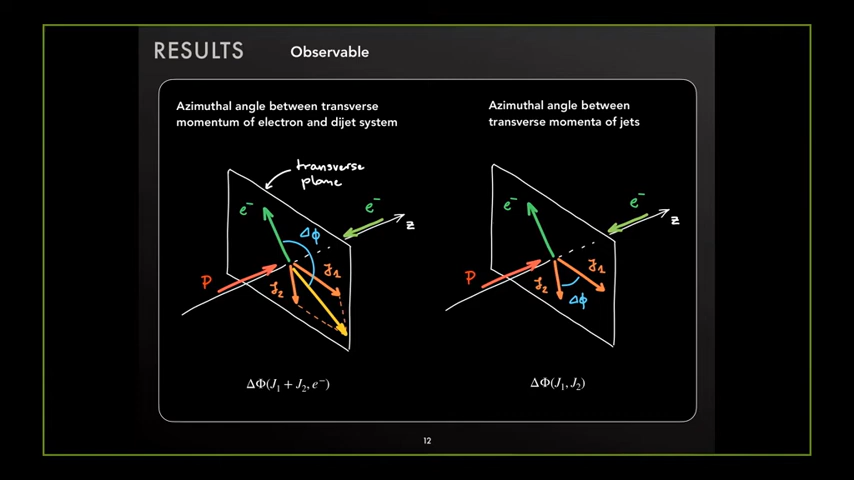 RESULTS Observable
Azimuthal angle between transverse
momentum of electron and dijet system
transverse
plane
e⁻
e⁻
z
Δϕ
P
J₁
J₂
ΔΦ(J₁ + J₂, e⁻)
Azimuthal angle between
transverse momenta of jets
e⁻
e⁻
z
P
J₁
J₂
Δϕ
ΔΦ(J₁, J₂)
12